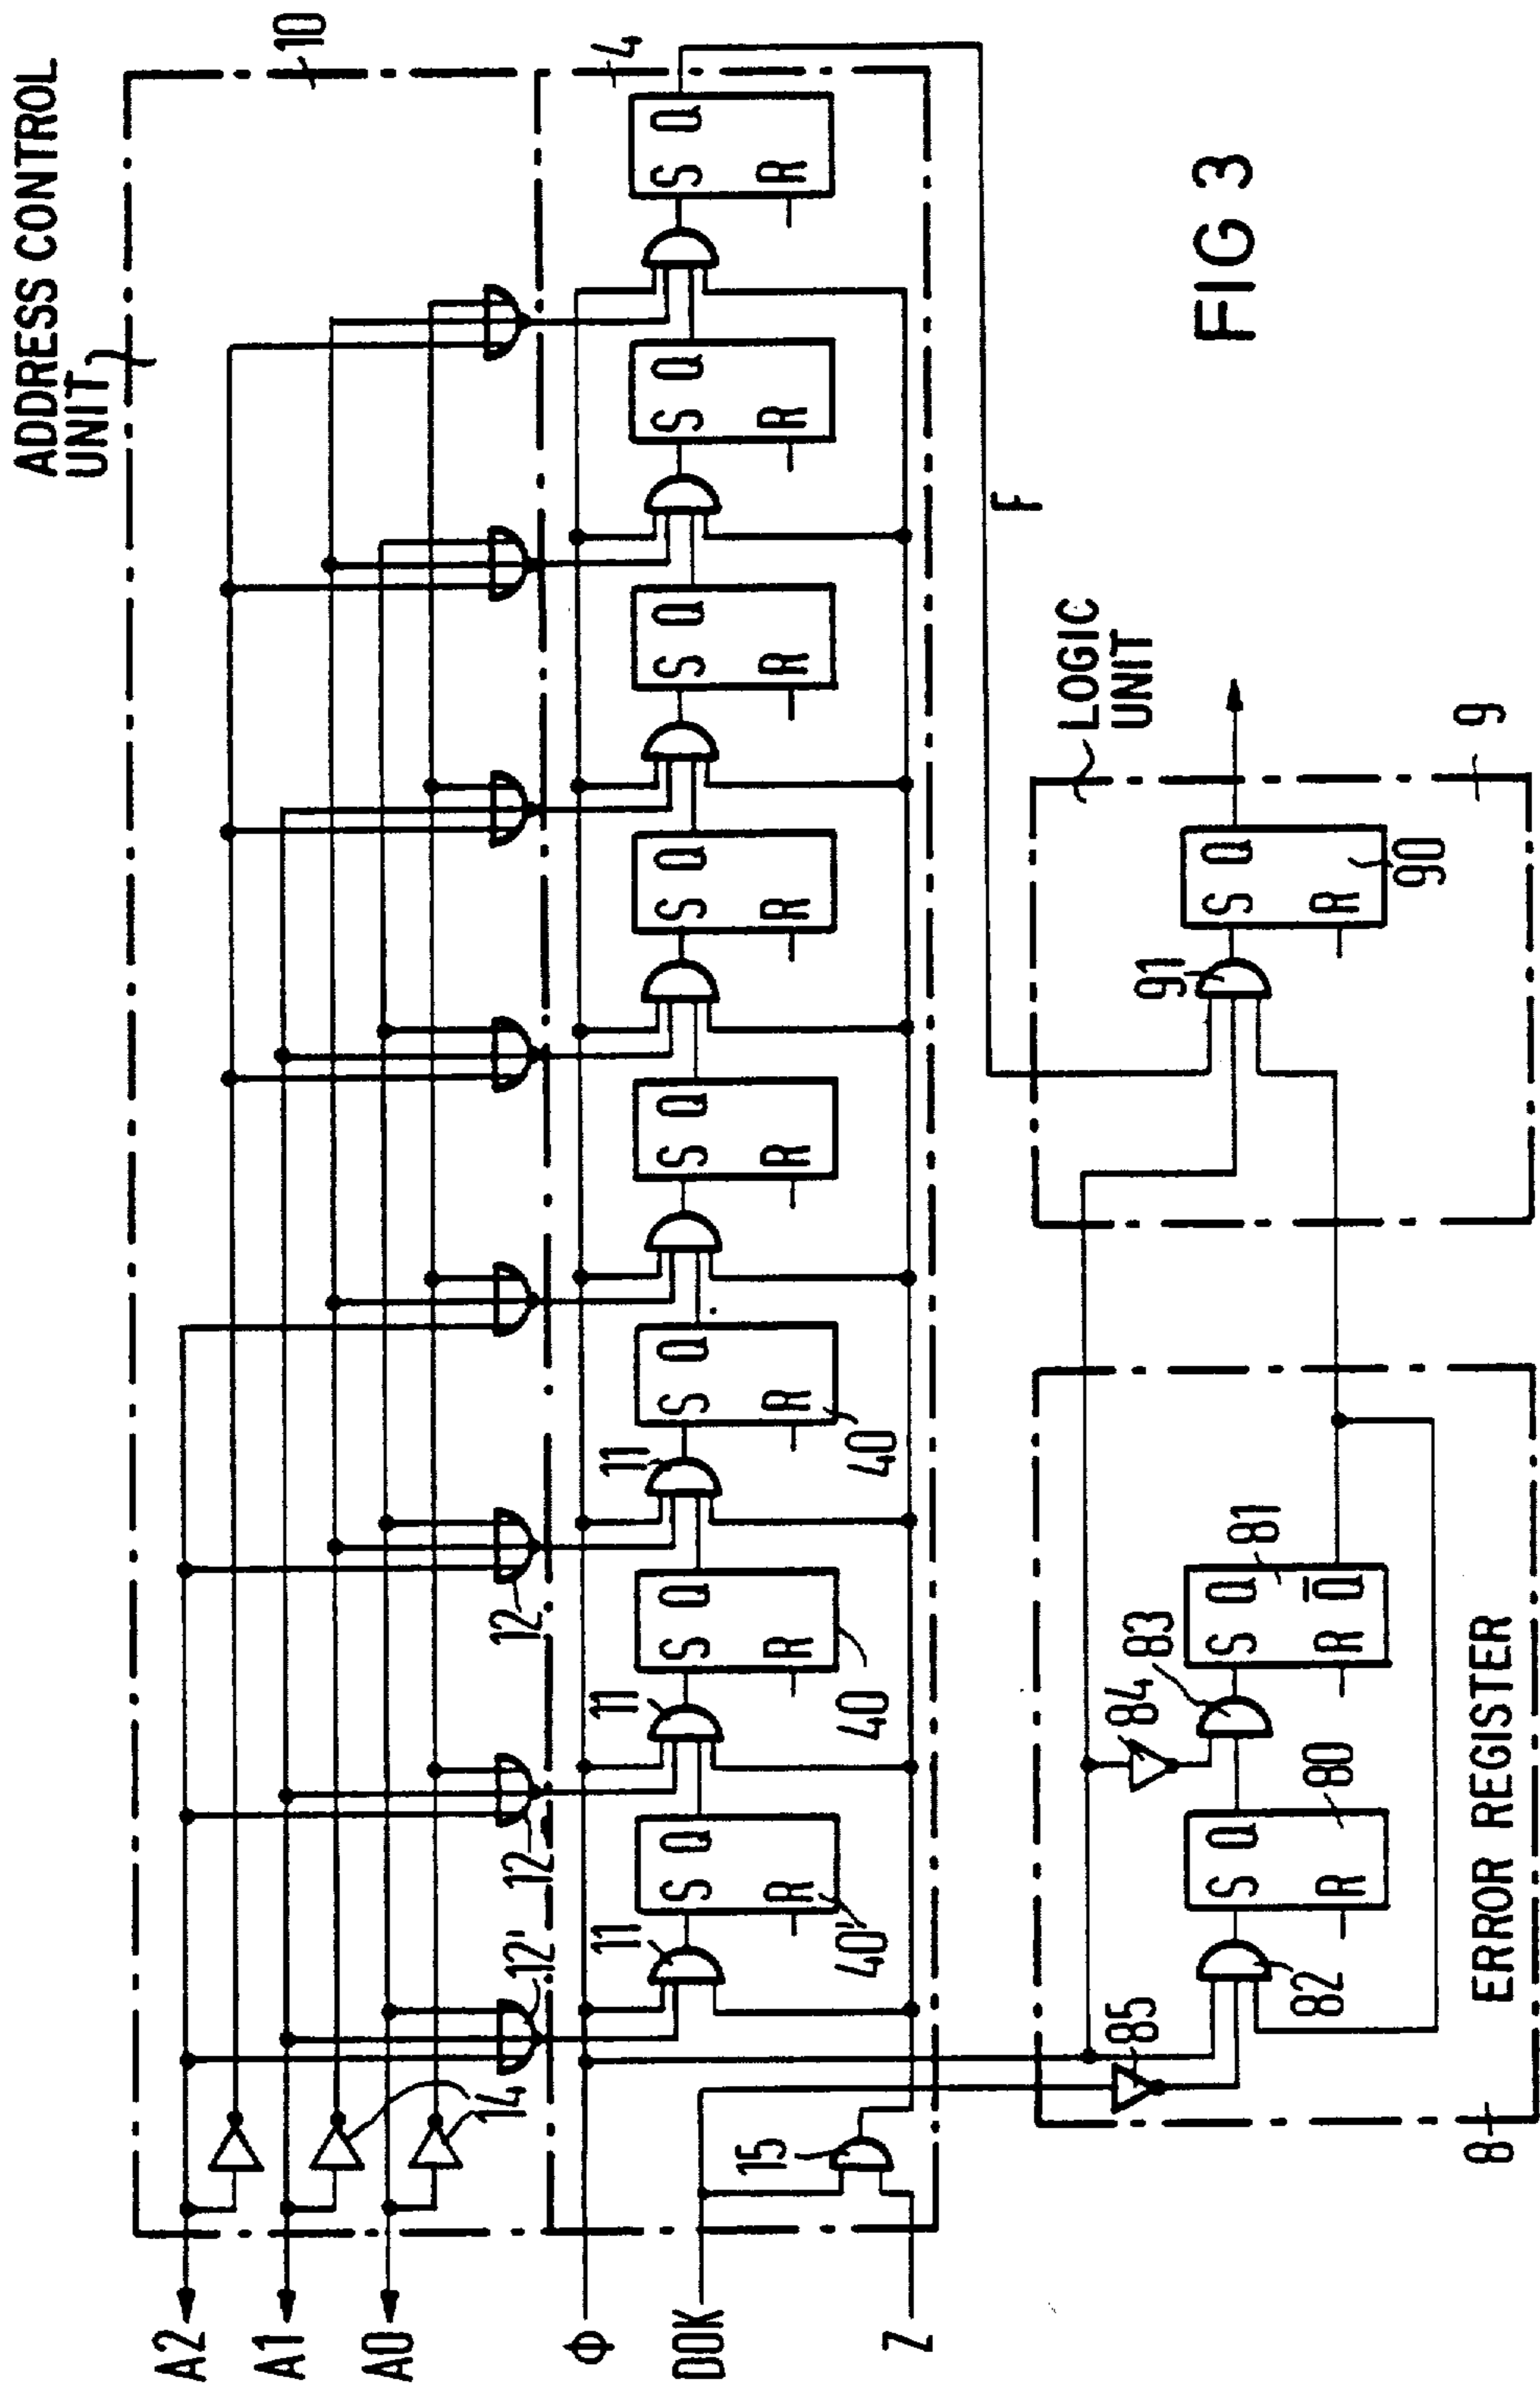 ADDRESS CONTROL
UNIT
10
4
A2
A1
A0
Φ
DOK
Z
14
12'
12
12
11
11
11
40'
40
40
15
S Q
R
S Q
R
S Q
R
S Q
R
S Q
R
S Q
R
S Q
R
S Q
R
F
ERROR REGISTER
8
85
82
80
S Q
R
84
83
81
S Q
R Q̅
LOGIC
UNIT
9
91
90
S Q
R
FIG 3